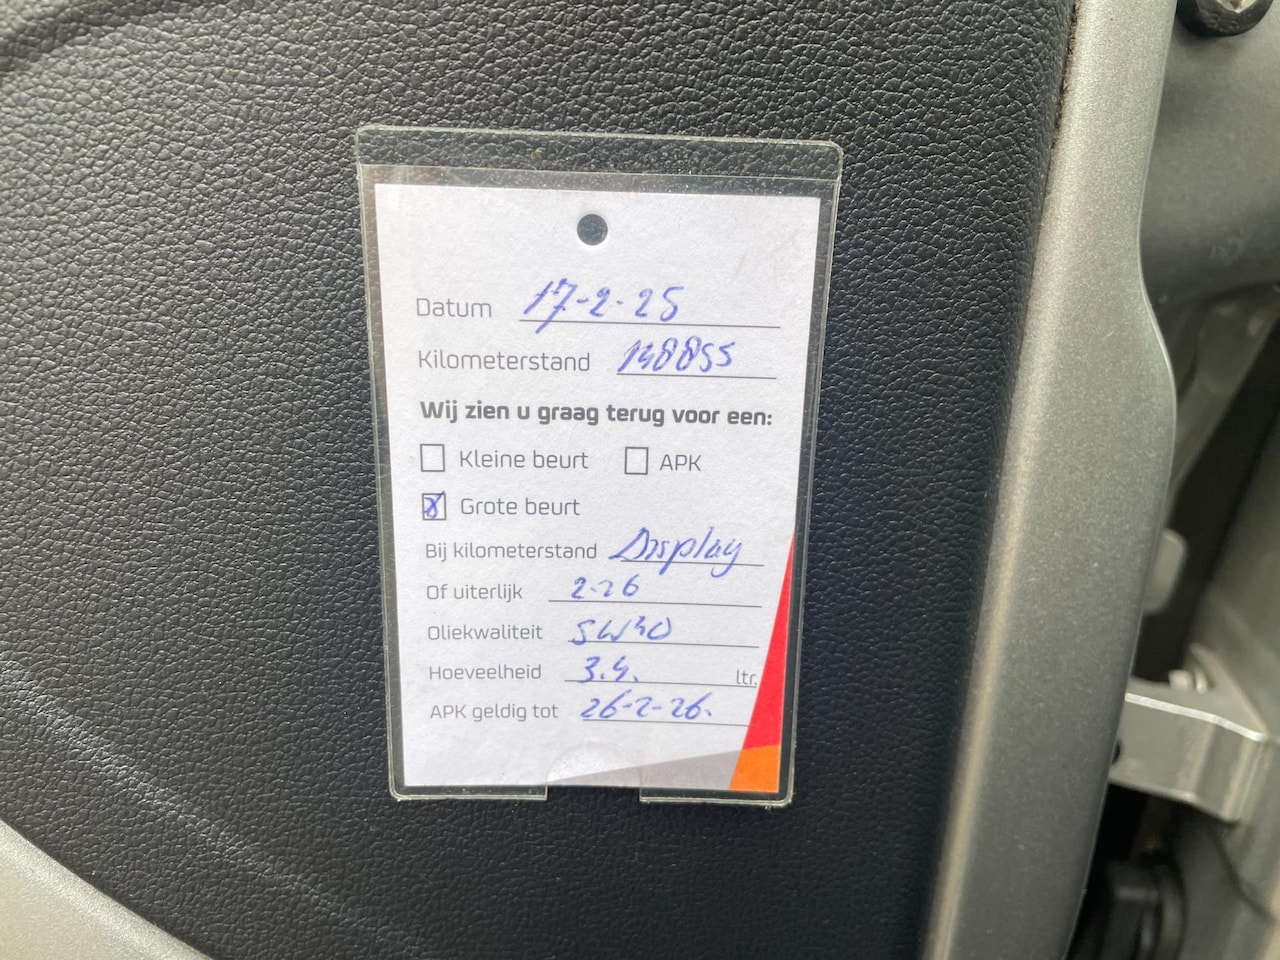 Datum 17-2-25
Kilometerstand 148855
Wij zien u graag terug voor een:
Kleine beurt APK
Grote beurt
Bij kilometerstand Display
Of uiterlijk 2-26
Oliekwaliteit 5W30
Hoeveelheid 3.4. ltr.
APK geldig tot 26-2-26.